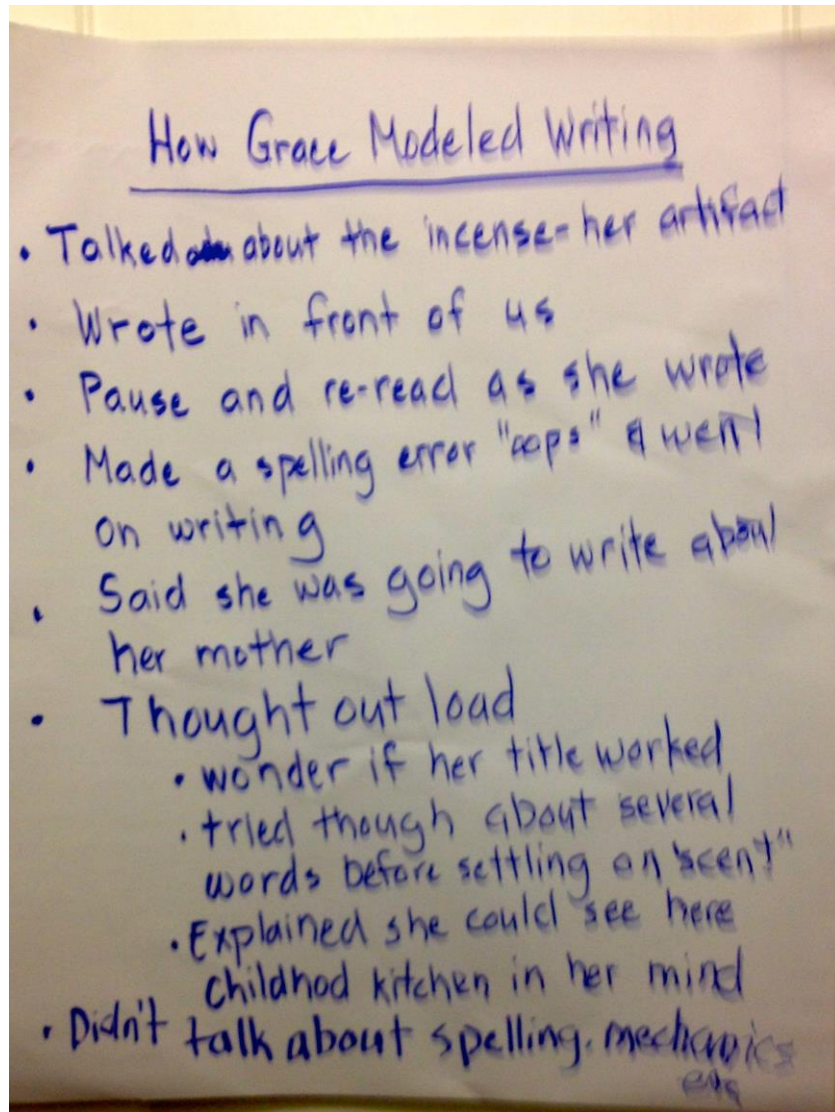 How Grace Modeled Writing
• Talked about the incense- her artifact
• Wrote in front of us
• Pause and re-read as she wrote
• Made a spelling error "oops" & went
on writing
• Said she was going to write about
her mother
• Thought out load
• wonder if her title worked
• tried though about several
words before settling on "scent"
• Explained she could see here
childhod kitchen in her mind
• Didn't talk about spelling, mechanics
etc